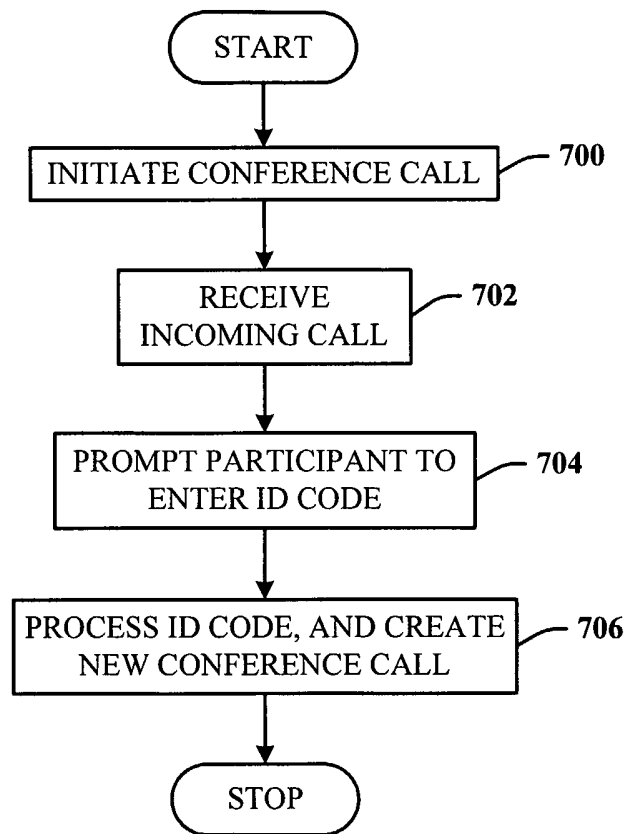 START
INITIATE CONFERENCE CALL
700
RECEIVE
INCOMING CALL
702
PROMPT PARTICIPANT TO
ENTER ID CODE
704
PROCESS ID CODE, AND CREATE
NEW CONFERENCE CALL
706
STOP